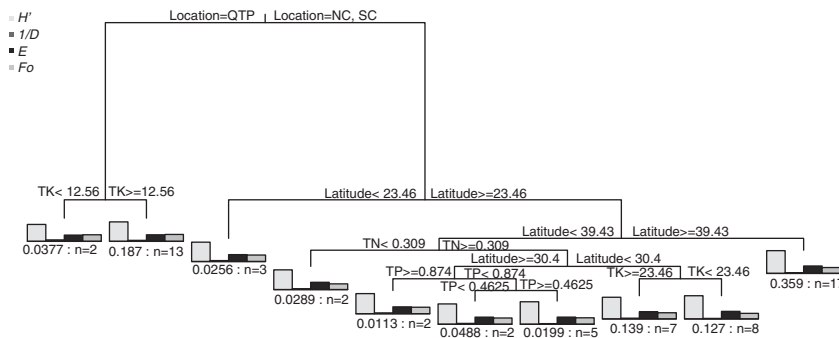 H'
1/D
E
Fo
Location=QTP Location=NC, SC
TK< 12.56 TK>=12.56
Latitude< 23.46 Latitude>=23.46
Latitude< 39.43 Latitude>=39.43
TN< 0.309 TN>=0.309
Latitude>=30.4 Latitude< 30.4
TP>=0.874 TP< 0.874 TK>=23.46 TK< 23.46
TP< 0.4625 TP>=0.4625
0.0377 : n=2 0.187 : n=13
0.0256 : n=3
0.0289 : n=2
0.0113 : n=2
0.0488 : n=2 0.0199 : n=5
0.139 : n=7 0.127 : n=8
0.359 : n=17